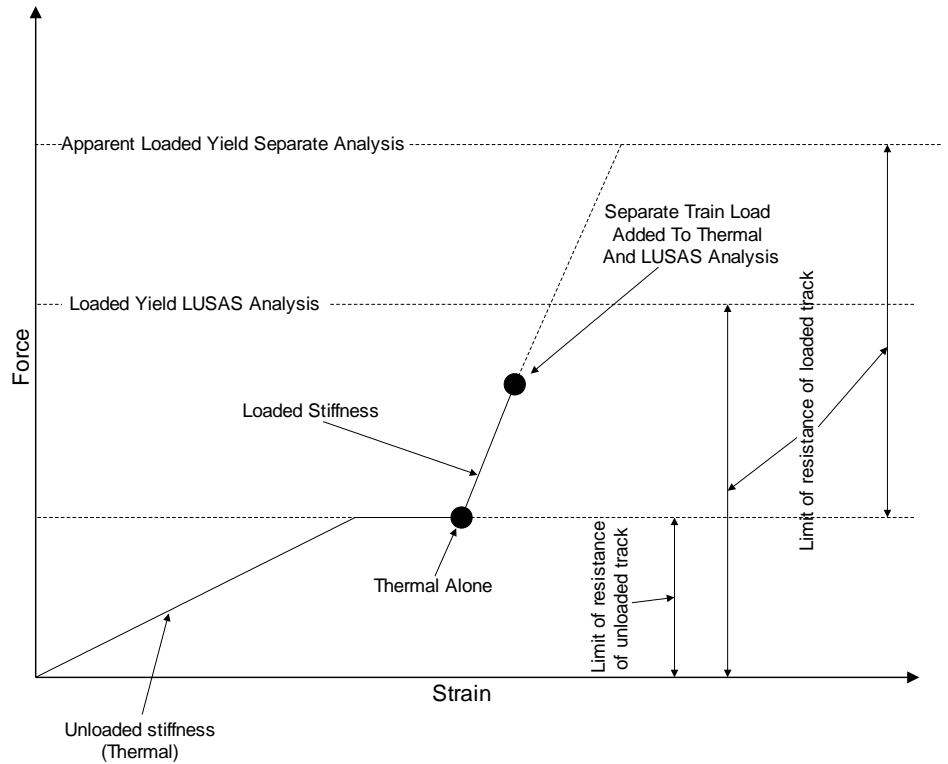 Apparent Loaded Yield Separate Analysis
Separate Train Load
Added To Thermal
And LUSAS Analysis
Loaded Yield LUSAS Analysis
Force
Loaded Stiffness
Limit of resistance of loaded track
Thermal Alone
Limit of resistance
of unloaded track
Strain
Unloaded stiffness
(Thermal)